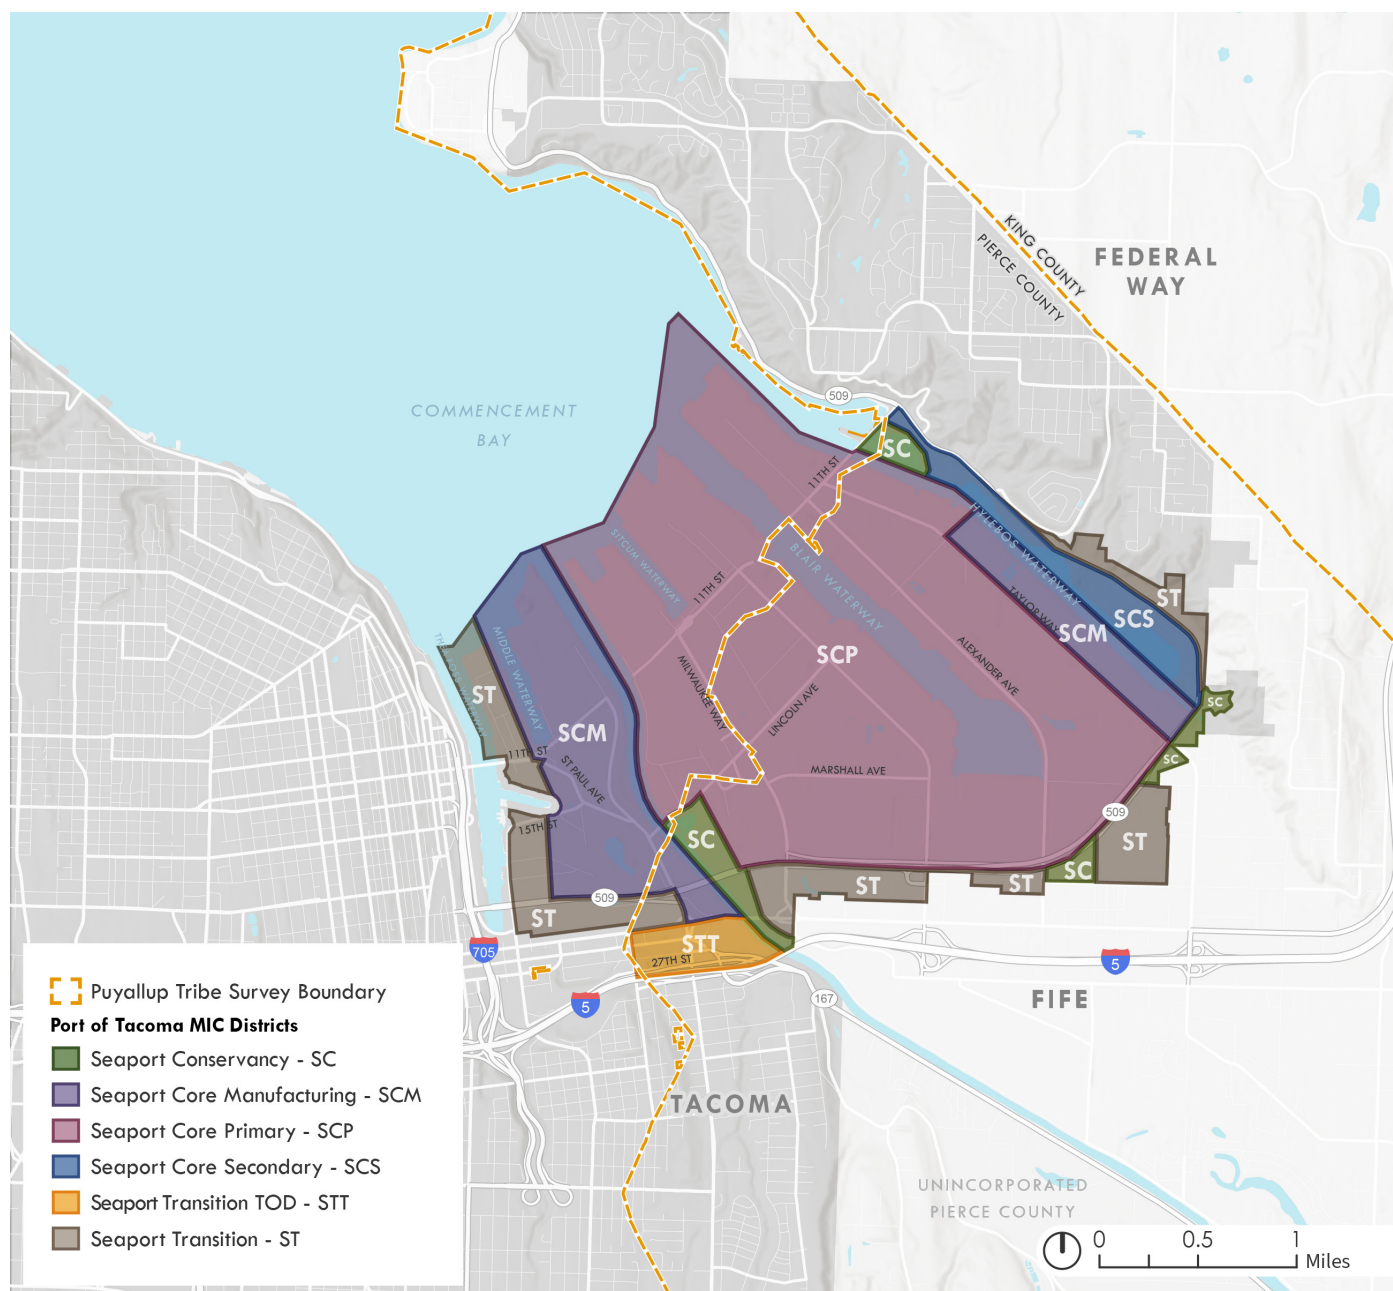 KING COUNTY
PIERCE COUNTY
FEDERAL
WAY
509
COMMENCEMENT
BAY
SC
11TH ST
HYLEBOS WATERWAY
SITCUM WATERWAY
BLAIR WATERWAY
11TH ST
TAYLOR WAY
ST
SCS
SCM
MIDDLE WATERWAY
SCP
ALEXANDER AVE
MILWAUKEE WAY
LINCOLN AVE
ST
SC
SCM
11TH ST
ST PAUL AVE
SC
MARSHALL AVE
509
15TH ST
SC
ST
SC
ST
ST
509
ST
STT
27TH ST
705
5
5
167
FIFE
TACOMA
UNINCORPORATED
PIERCE COUNTY
Puyallup Tribe Survey Boundary
Port of Tacoma MIC Districts
Seaport Conservancy - SC
Seaport Core Manufacturing - SCM
Seaport Core Primary - SCP
Seaport Core Secondary - SCS
Seaport Transition TOD - STT
Seaport Transition - ST
0 0.5 1
Miles